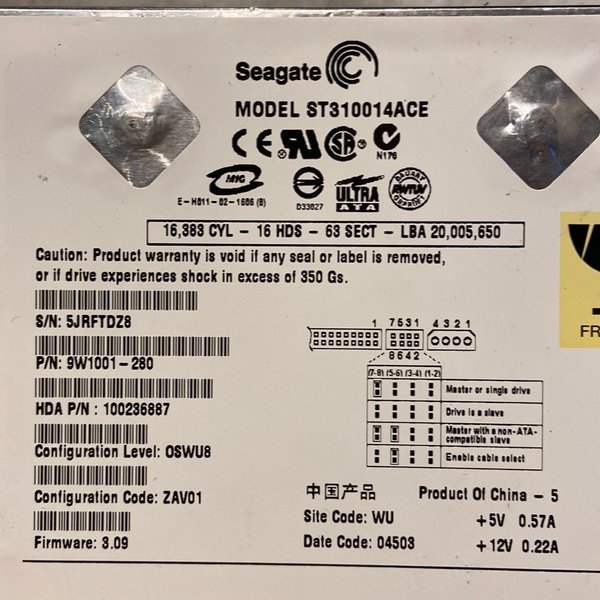 Seagate
MODEL ST310014ACE
N176
MIG
E-H011-02-1606 (B)
D33027
ULTRA
ATA
16,383 CYL - 16 HDS - 63 SECT - LBA 20,005,650
Caution: Product warranty is void if any seal or label is removed,
or if drive experiences shock in excess of 350 Gs.
S/N: 5JRFTDZ8
P/N: 9W1001-280
HDA P/N: 100236887
Configuration Level: OSWU8
Configuration Code: ZAV01
Firmware: 3.09
1 7531 4321
8642
(7-8) (5-6) (3-4) (1-2)
Master or single drive
Drive is a slave
Master with a non-ATA-
compatible slave
Enable cable select
中国产品 Product Of China - 5
Site Code: WU +5V 0.57A
Date Code: 04503 +12V 0.22A
FR